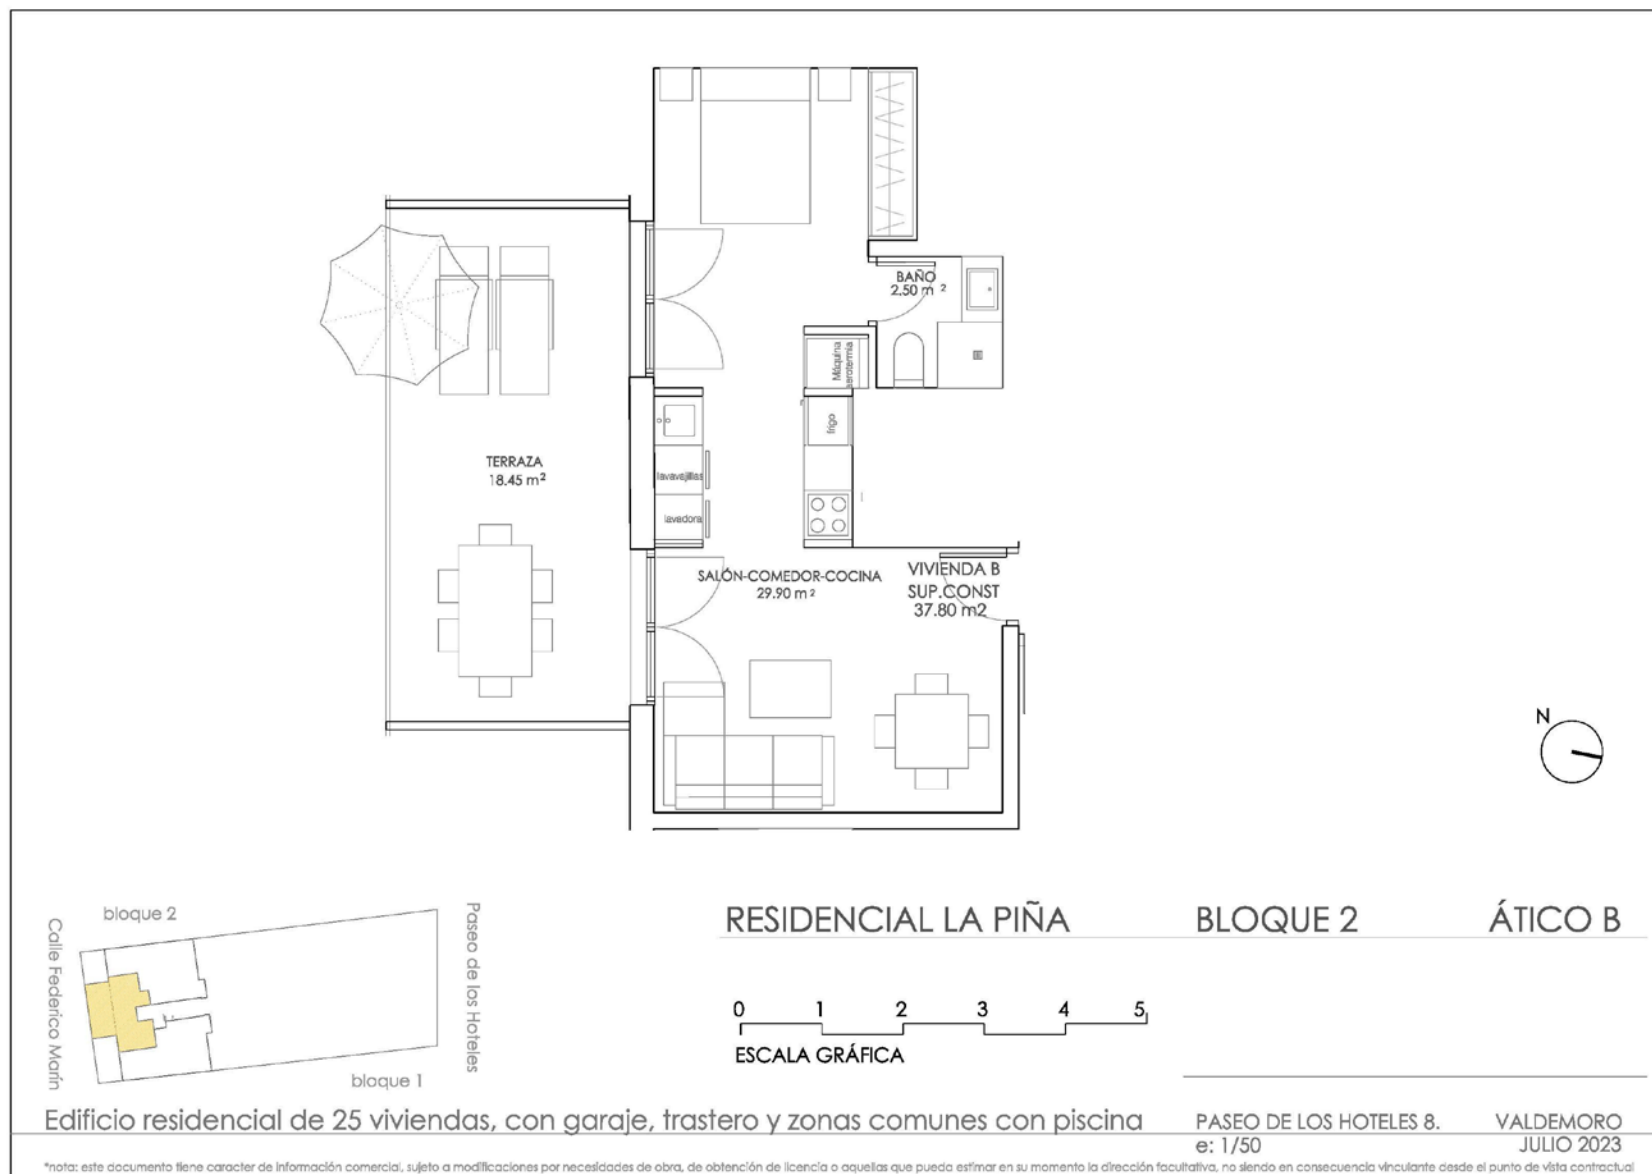 BAÑO
2.50 m ²
Máquina
aerotermia
frigo
TERRAZA
18.45 m²
lavavajillas
lavadora
SALÓN-COMEDOR-COCINA
29.90 m ²
VIVIENDA B
SUP.CONST
37.80 m2
N
bloque 2
Calle Federico Marín
Paseo de los Hoteles
bloque 1
RESIDENCIAL LA PIÑA
BLOQUE 2
ÁTICO B
0 1 2 3 4 5
ESCALA GRÁFICA
Edificio residencial de 25 viviendas, con garaje, trastero y zonas comunes con piscina
PASEO DE LOS HOTELES 8.
VALDEMORO
e: 1/50
JULIO 2023
*nota: este documento tiene caracter de información comercial, sujeto a modificaciones por necesidades de obra, de obtención de licencia o aquellas que pueda estimar en su momento la dirección facultativa, no siendo en consecuencia vinculante desde el punto de vista contractual